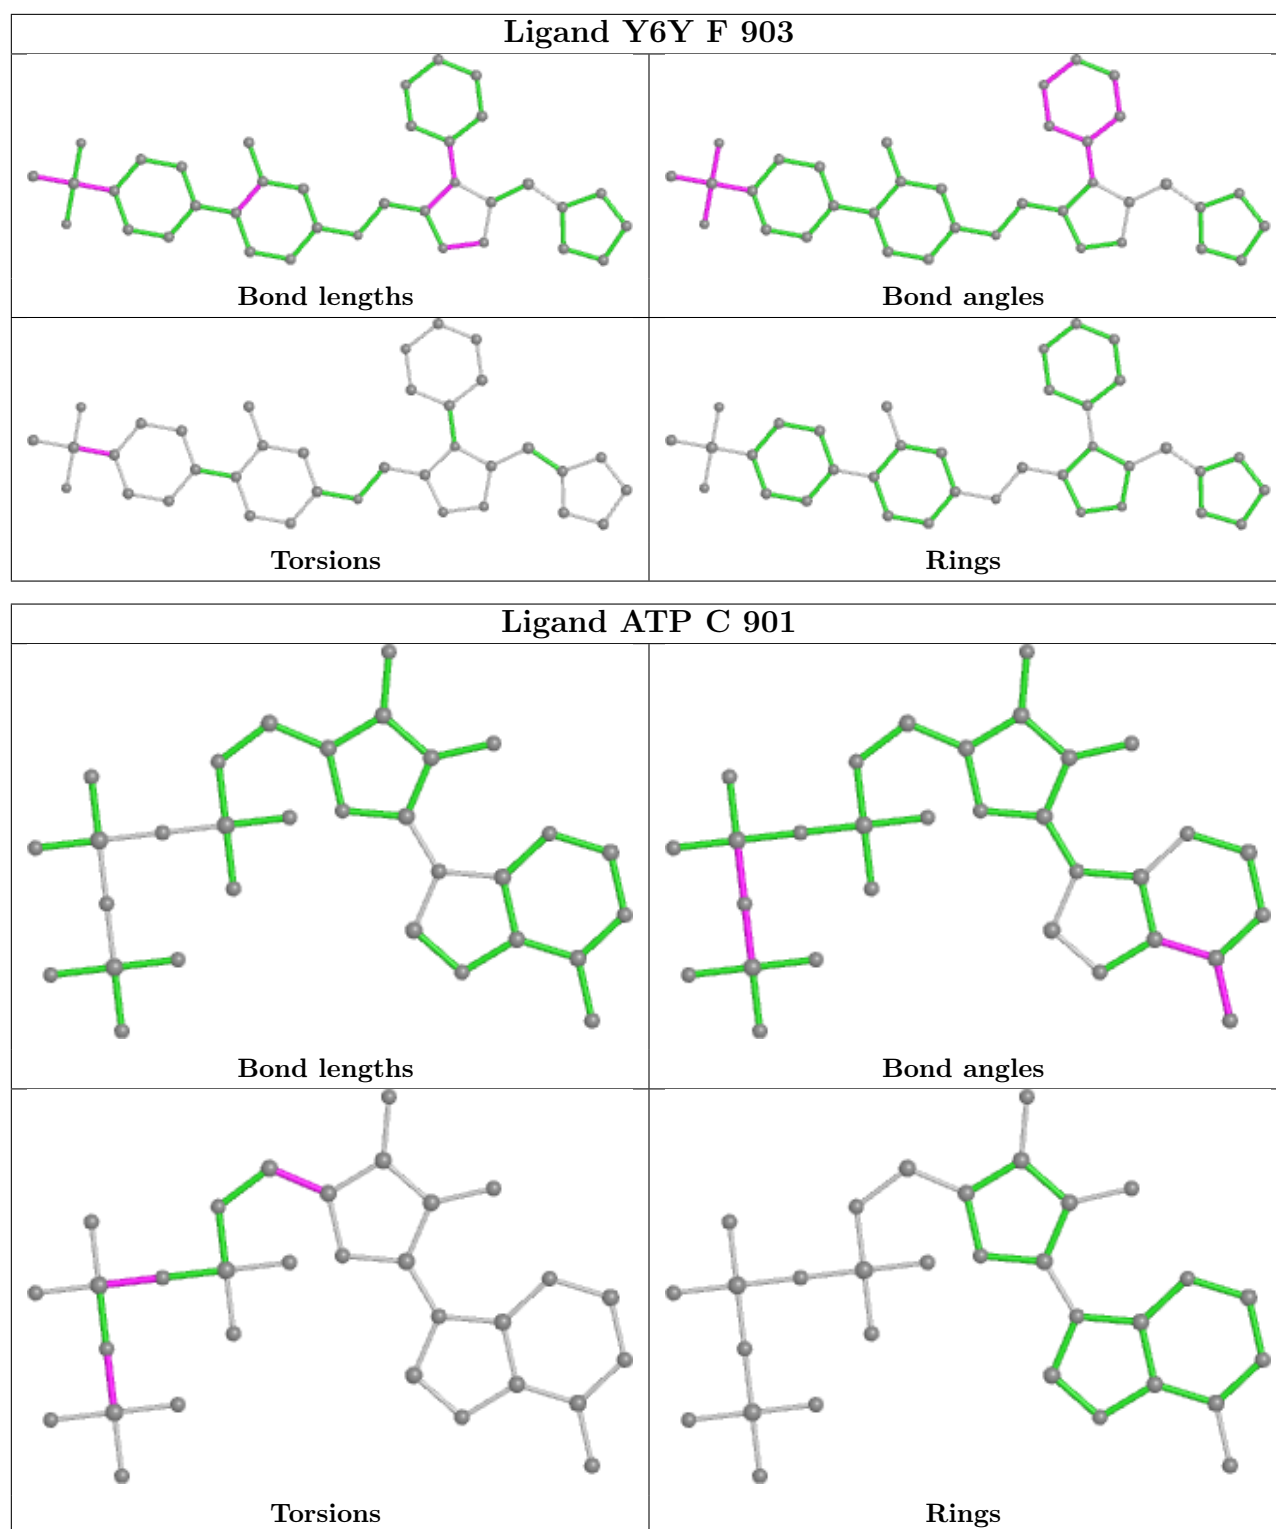 Ligand Y6Y F 903
Bond lengths
Bond angles
Torsions
Rings
Ligand ATP C 901
Bond lengths
Bond angles
Torsions
Rings